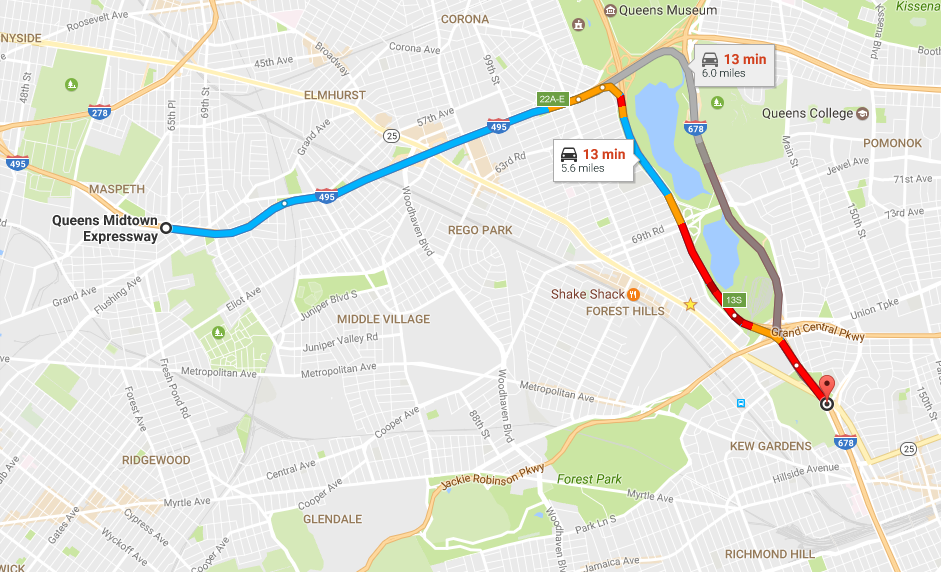 Roosevelt Ave
CORONA
Queens Museum
Kissena Blvd
Kissena
NYSIDE
Corona Ave
Broadway
45th Ave
99th St
13 min
6.0 miles
48th St
65th Pl
69th St
ELMHURST
22A-E
278
57th Ave
495
Queens College
Grand Ave
25
678
Main St
POMONOK
495
63rd Rd
13 min
5.6 miles
Jewel Ave
71st Ave
MASPETH
495
Woodhaven Blvd
150th St
73rd Ave
Queens Midtown
Expressway
REGO PARK
69th Rd
Grand Ave
Flushing Ave
Eliot Ave
Juniper Blvd S
Shake Shack
FOREST HILLS
13S
Union Tpke
MIDDLE VILLAGE
Grand Central Pkwy
Juniper Valley Rd
Metropolitan Ave
Metropolitan Ave
Metropolitan Ave
Fresh Pond Rd
Forest Ave
Woodhaven Blvd
150th St
Cooper Ave
88th St
KEW GARDENS
678
25
RIDGEWOOD
Central Ave
Hillside Avenue
Jackie Robinson Pkwy
Forest Park
Cooper Ave
Myrtle Ave
Myrtle Ave
Gates Ave
Cypress Ave
Wyckoff Ave
GLENDALE
Woodhaven Blvd
Park Ln S
RICHMOND HILL
Jamaica Ave
WICK